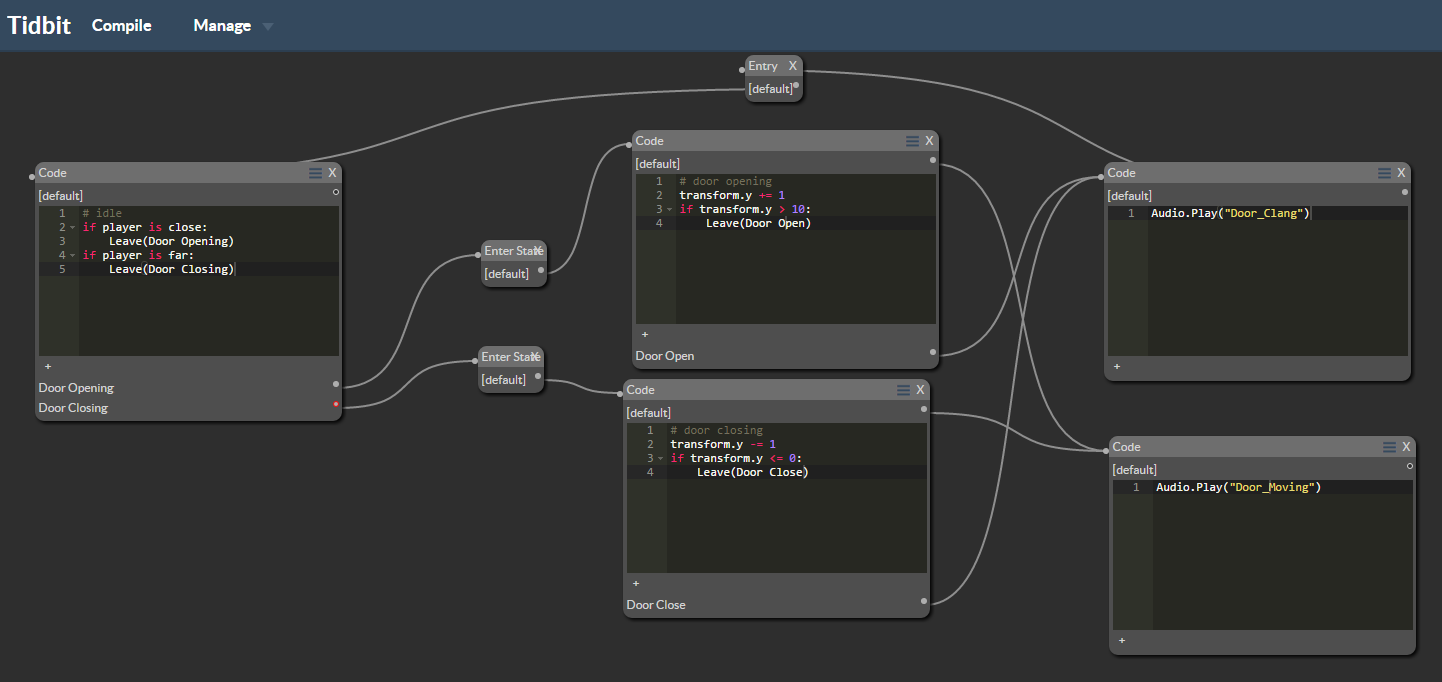 Tidbit Compile Manage
Entry X
[default]
Code X
[default]
1 # idle
2 if player is close:
3 Leave(Door Opening)
4 if player is far:
5 Leave(Door Closing)
+
Door Opening
Door Closing
Enter State X
[default]
Enter State X
[default]
Code X
[default]
1 # door opening
2 transform.y += 1
3 if transform.y > 10:
4 Leave(Door Open)
+
Door Open
Code X
[default]
1 # door closing
2 transform.y -= 1
3 if transform.y <= 0:
4 Leave(Door Close)
+
Door Close
Code X
[default]
1 Audio.Play("Door_Clang")
+
Code X
[default]
1 Audio.Play("Door_Moving")
+